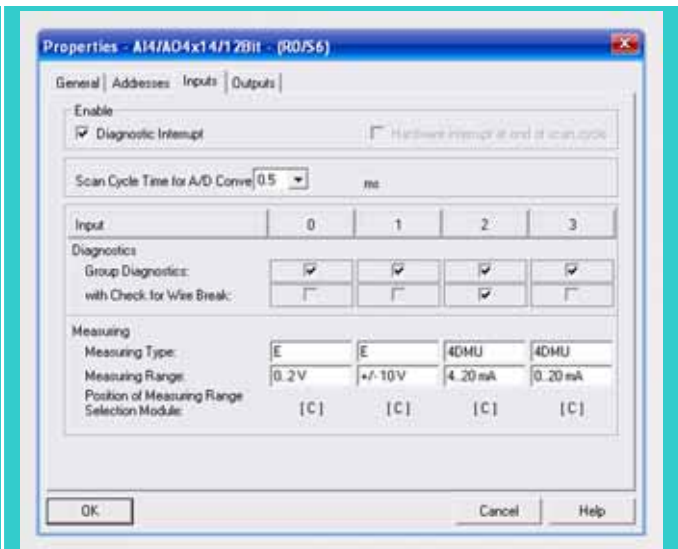 Properties - AI4/AO4x14/12Bit - (R0/S6)
General Addresses Inputs Outputs
Enable
Diagnostic Interrupt
Hardware interrupt at end of scan cycle
Scan Cycle Time for A/D Conve 0.5 ms
Input 0 1 2 3
Diagnostics
Group Diagnostics:
with Check for Wire Break:
Measuring
Measuring Type: E E 4DMU 4DMU
Measuring Range: 0..2 V +/- 10 V 4..20 mA 0..20 mA
Position of Measuring Range
Selection Module: [C] [C] [C] [C]
OK Cancel Help